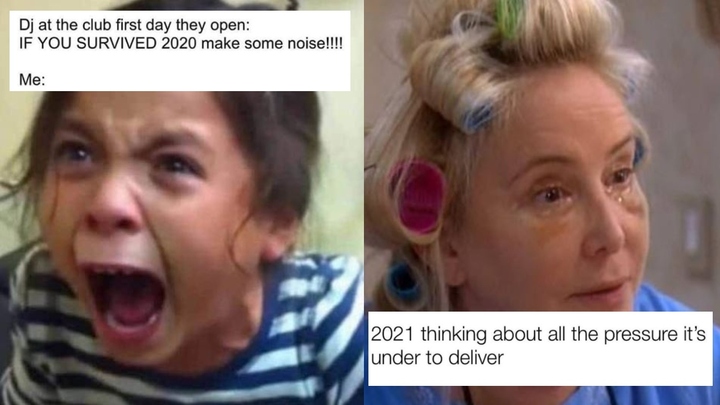 Dj at the club first day they open:
IF YOU SURVIVED 2020 make some noise!!!!
Me:
2021 thinking about all the pressure it's
under to deliver